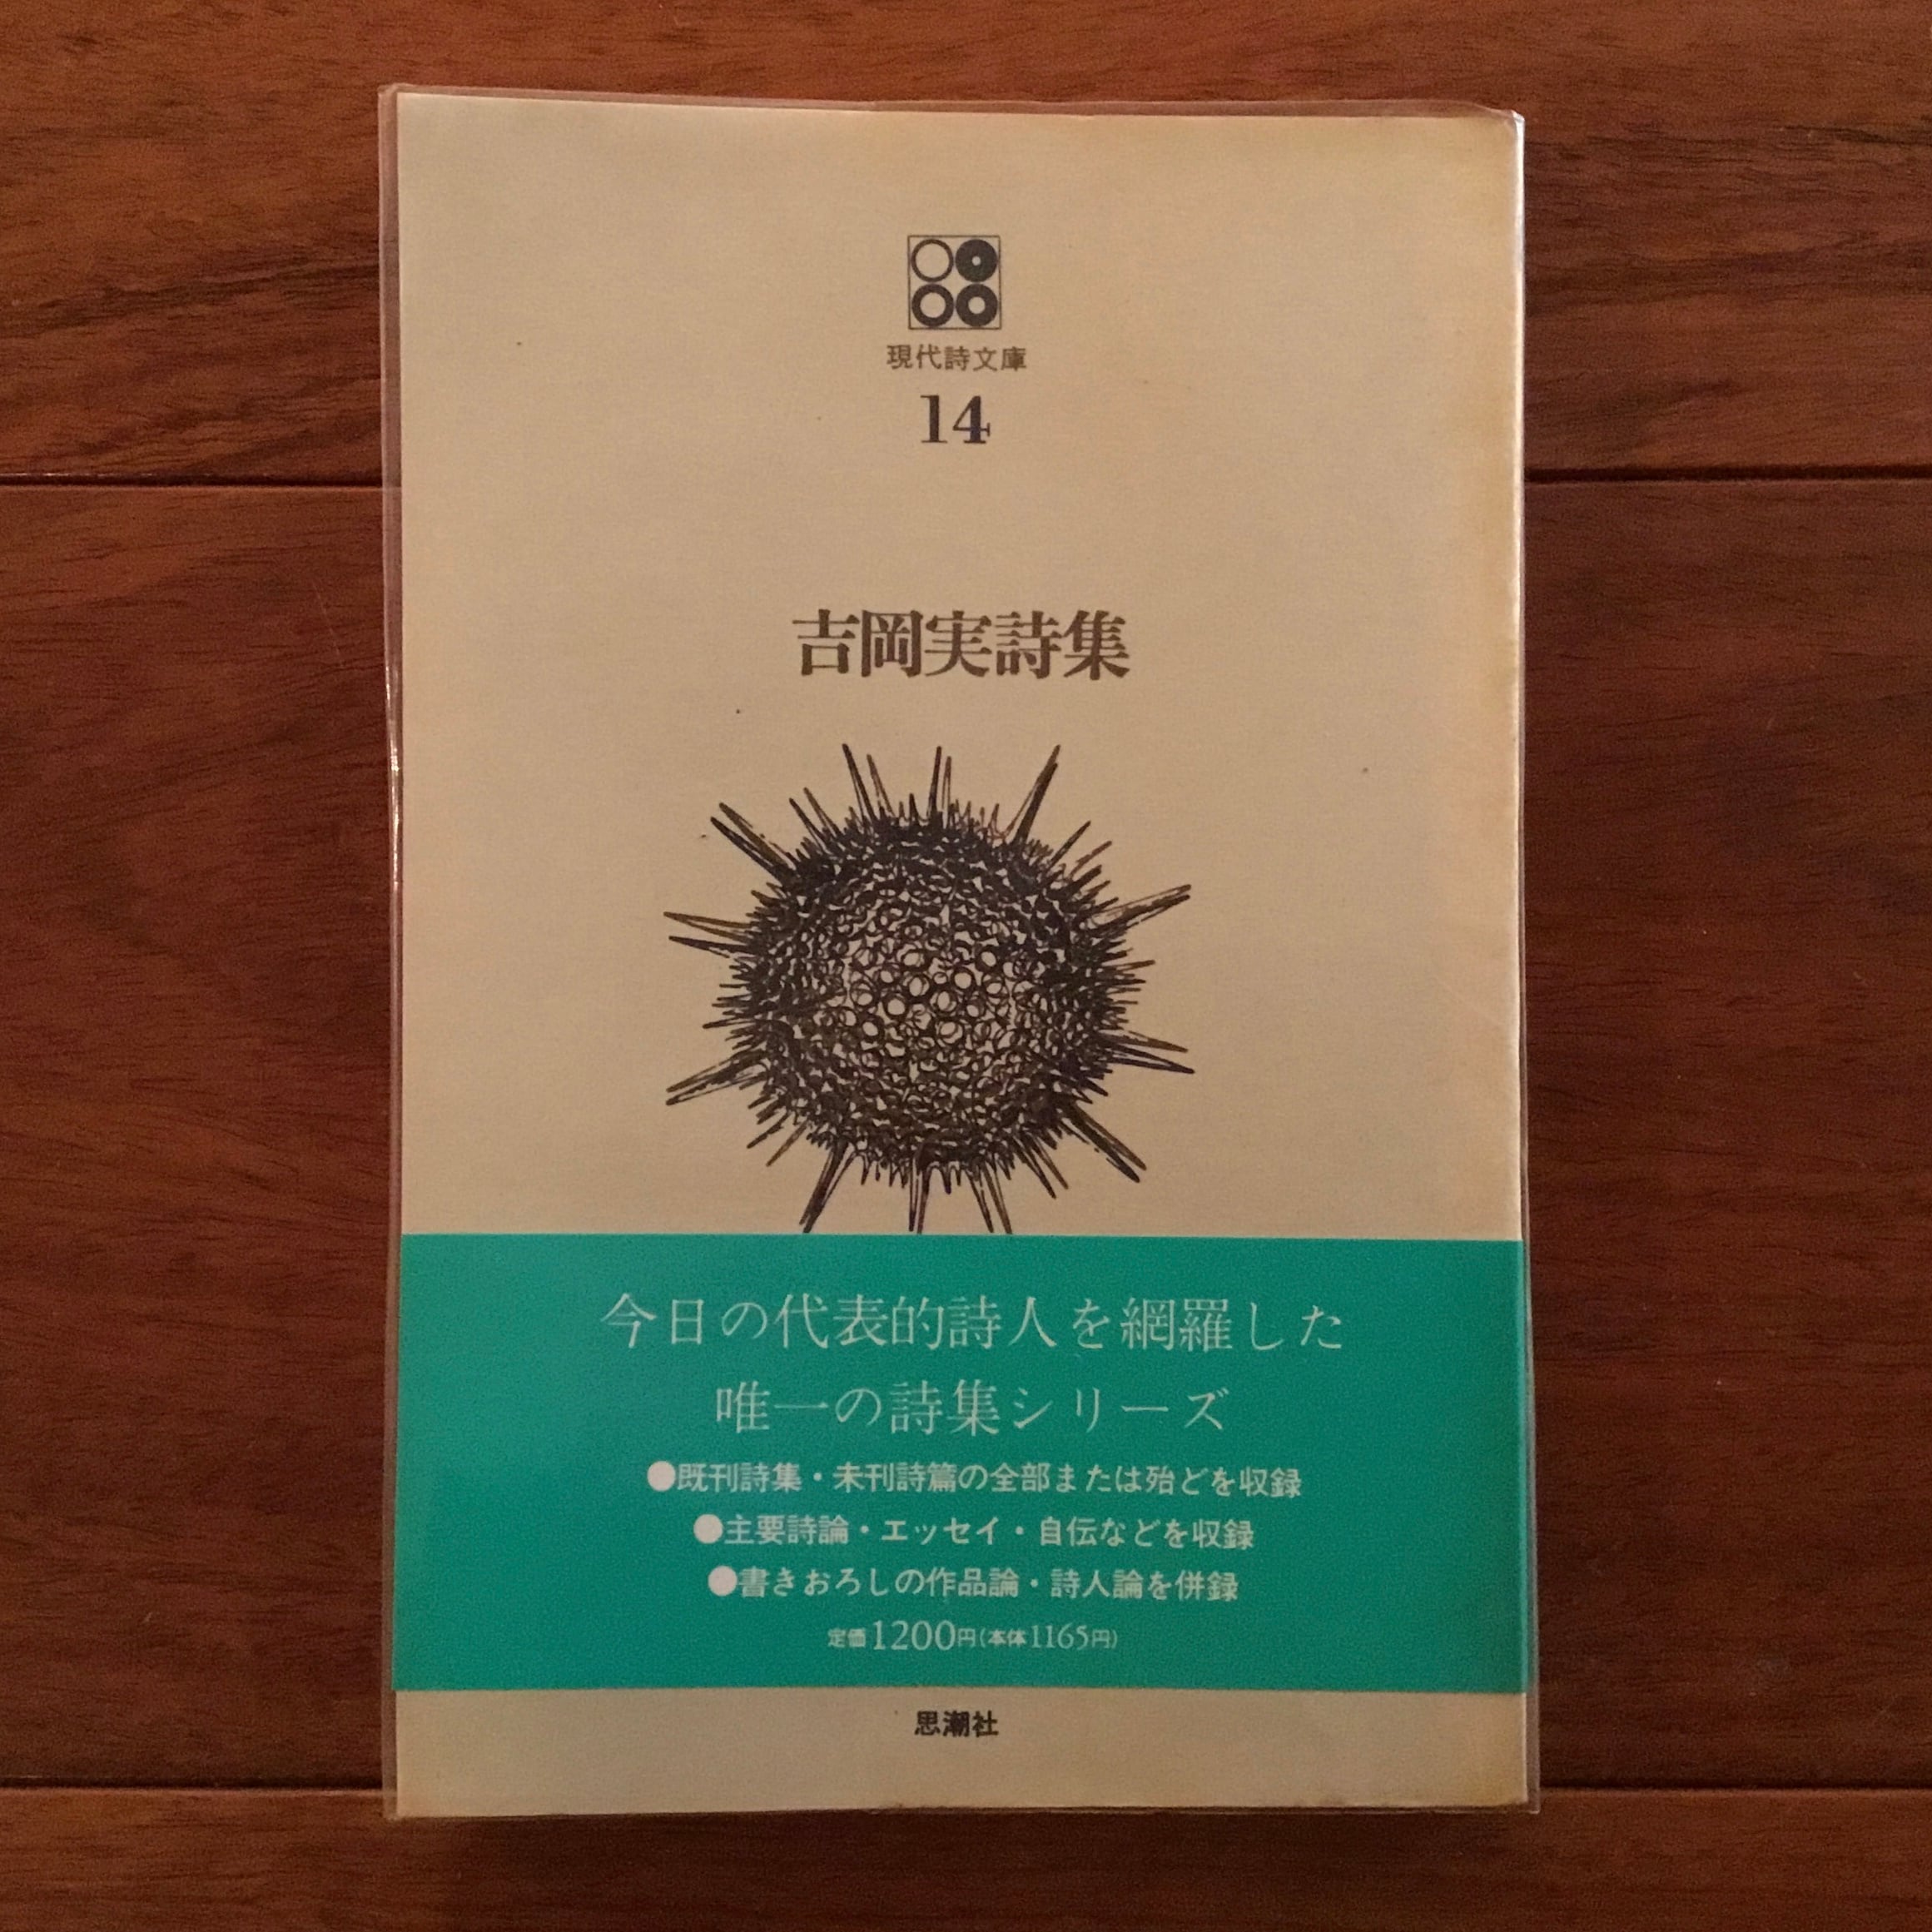 現代詩文庫
14
吉岡実詩集
今日の代表的詩人を網羅した
唯一の詩集シリーズ
●既刊詩集・未刊詩篇の全部または殆どを収録
●主要詩論・エッセイ・自伝などを収録
●書きおろしの作品論・詩人論を併録
定価1200円(本体1165円)
思潮社